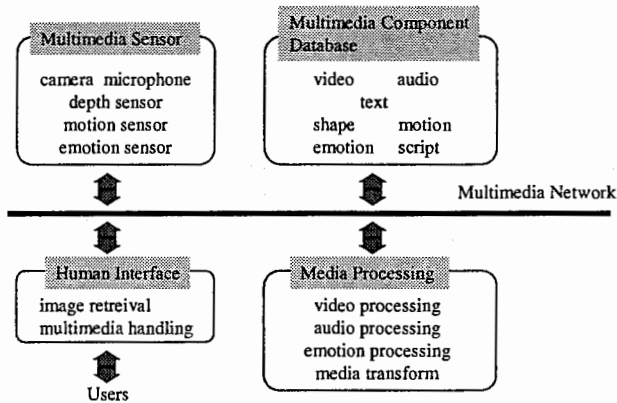 Multimedia Sensor
camera microphone
depth sensor
motion sensor
emotion sensor
Multimedia Component
Database
video audio
text
shape motion
emotion script
Multimedia Network
Human Interface
image retreival
multimedia handling
Users
Media Processing
video processing
audio processing
emotion processing
media transform